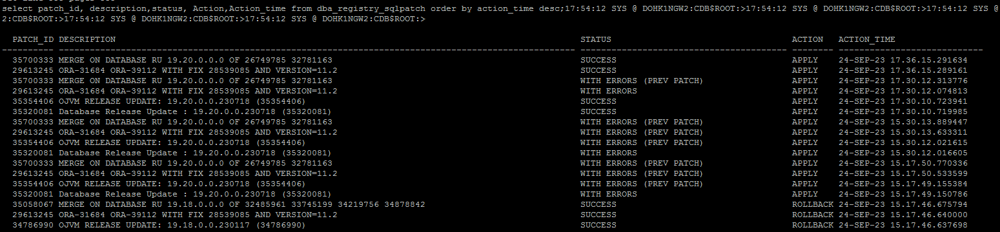 select patch_id, description,status, Action,Action_time from dba_registry_sqlpatch order by action_time desc;17:54:12 SYS @ DOHK1NGW2:CDB$ROOT:>17:54:12 SYS @ DOHK1NGW2:CDB$ROOT:>17:54:12 SYS @
2:CDB$ROOT:>17:54:12 SYS @ DOHK1NGW2:CDB$ROOT:>17:54:12 SYS @ DOHK1NGW2:CDB$ROOT:>
PATCH_ID DESCRIPTION STATUS ACTION ACTION_TIME
35700333 MERGE ON DATABASE RU 19.20.0.0.0 OF 26749785 32781163 SUCCESS APPLY 24-SEP-23 17.36.15.291634
29613245 ORA-31684 ORA-39112 WITH FIX 28539085 AND VERSION=11.2 SUCCESS APPLY 24-SEP-23 17.36.15.289161
35700333 MERGE ON DATABASE RU 19.20.0.0.0 OF 26749785 32781163 WITH ERRORS (PREV PATCH) APPLY 24-SEP-23 17.30.12.313776
29613245 ORA-31684 ORA-39112 WITH FIX 28539085 AND VERSION=11.2 WITH ERRORS APPLY 24-SEP-23 17.30.12.074813
35354406 OJVM RELEASE UPDATE: 19.20.0.0.230718 (35354406) SUCCESS APPLY 24-SEP-23 17.30.10.723941
35320081 Database Release Update : 19.20.0.0.230718 (35320081) SUCCESS APPLY 24-SEP-23 17.30.10.719985
35700333 MERGE ON DATABASE RU 19.20.0.0.0 OF 26749785 32781163 WITH ERRORS (PREV PATCH) APPLY 24-SEP-23 15.30.13.889447
29613245 ORA-31684 ORA-39112 WITH FIX 28539085 AND VERSION=11.2 WITH ERRORS (PREV PATCH) APPLY 24-SEP-23 15.30.13.633311
35354406 OJVM RELEASE UPDATE: 19.20.0.0.230718 (35354406) WITH ERRORS (PREV PATCH) APPLY 24-SEP-23 15.30.12.021615
35320081 Database Release Update : 19.20.0.0.230718 (35320081) WITH ERRORS APPLY 24-SEP-23 15.30.12.016605
35700333 MERGE ON DATABASE RU 19.20.0.0.0 OF 26749785 32781163 WITH ERRORS (PREV PATCH) APPLY 24-SEP-23 15.17.50.770336
29613245 ORA-31684 ORA-39112 WITH FIX 28539085 AND VERSION=11.2 WITH ERRORS (PREV PATCH) APPLY 24-SEP-23 15.17.50.533599
35354406 OJVM RELEASE UPDATE: 19.20.0.0.230718 (35354406) WITH ERRORS (PREV PATCH) APPLY 24-SEP-23 15.17.49.155384
35320081 Database Release Update : 19.20.0.0.230718 (35320081) WITH ERRORS APPLY 24-SEP-23 15.17.49.150786
35058067 MERGE ON DATABASE RU 19.18.0.0.0 OF 32485961 33745199 34219756 34878842 SUCCESS ROLLBACK 24-SEP-23 15.17.46.675794
29613245 ORA-31684 ORA-39112 WITH FIX 28539085 AND VERSION=11.2 SUCCESS ROLLBACK 24-SEP-23 15.17.46.640000
34786990 OJVM RELEASE UPDATE: 19.18.0.0.230117 (34786990) SUCCESS ROLLBACK 24-SEP-23 15.17.46.637698